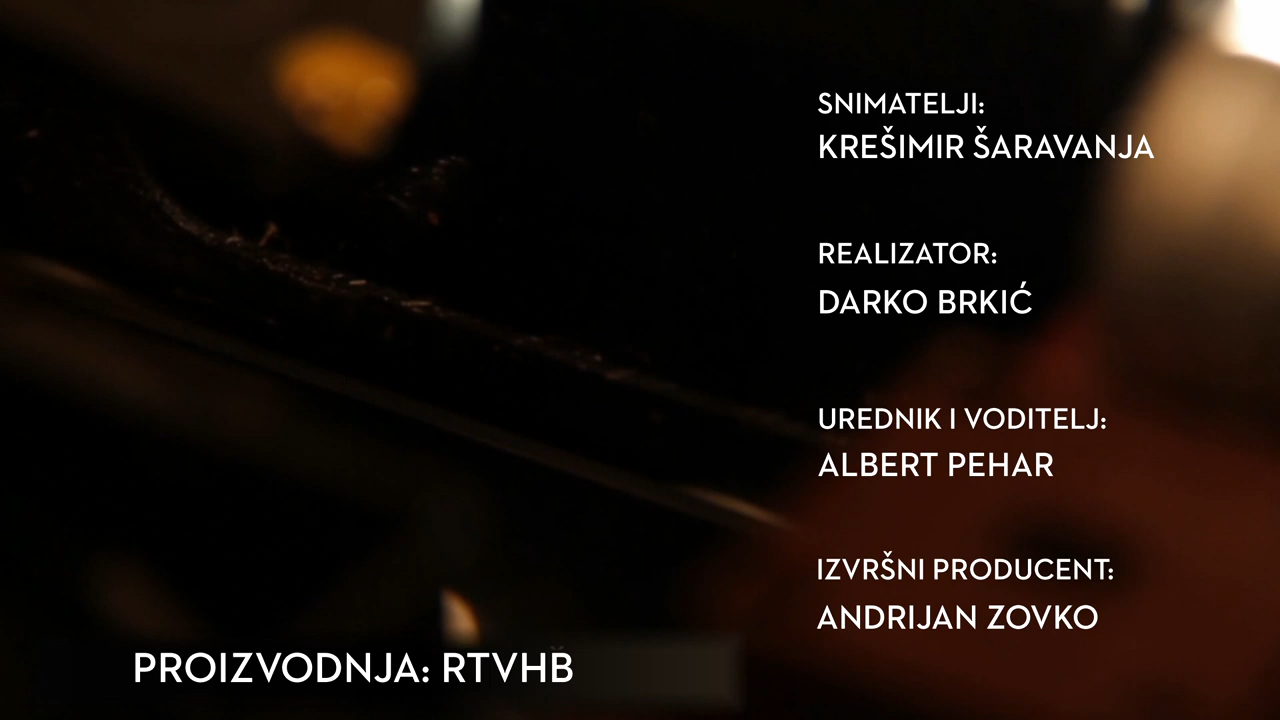 SNIMATELJI:
KREŠIMIR ŠARAVANJA
REALIZATOR:
DARKO BRKIĆ
UREDNIK I VODITELJ:
ALBERT PEHAR
IZVRŠNI PRODUCENT:
ANDRIJAN ZOVKO
PROIZVODNJA: RTVHB